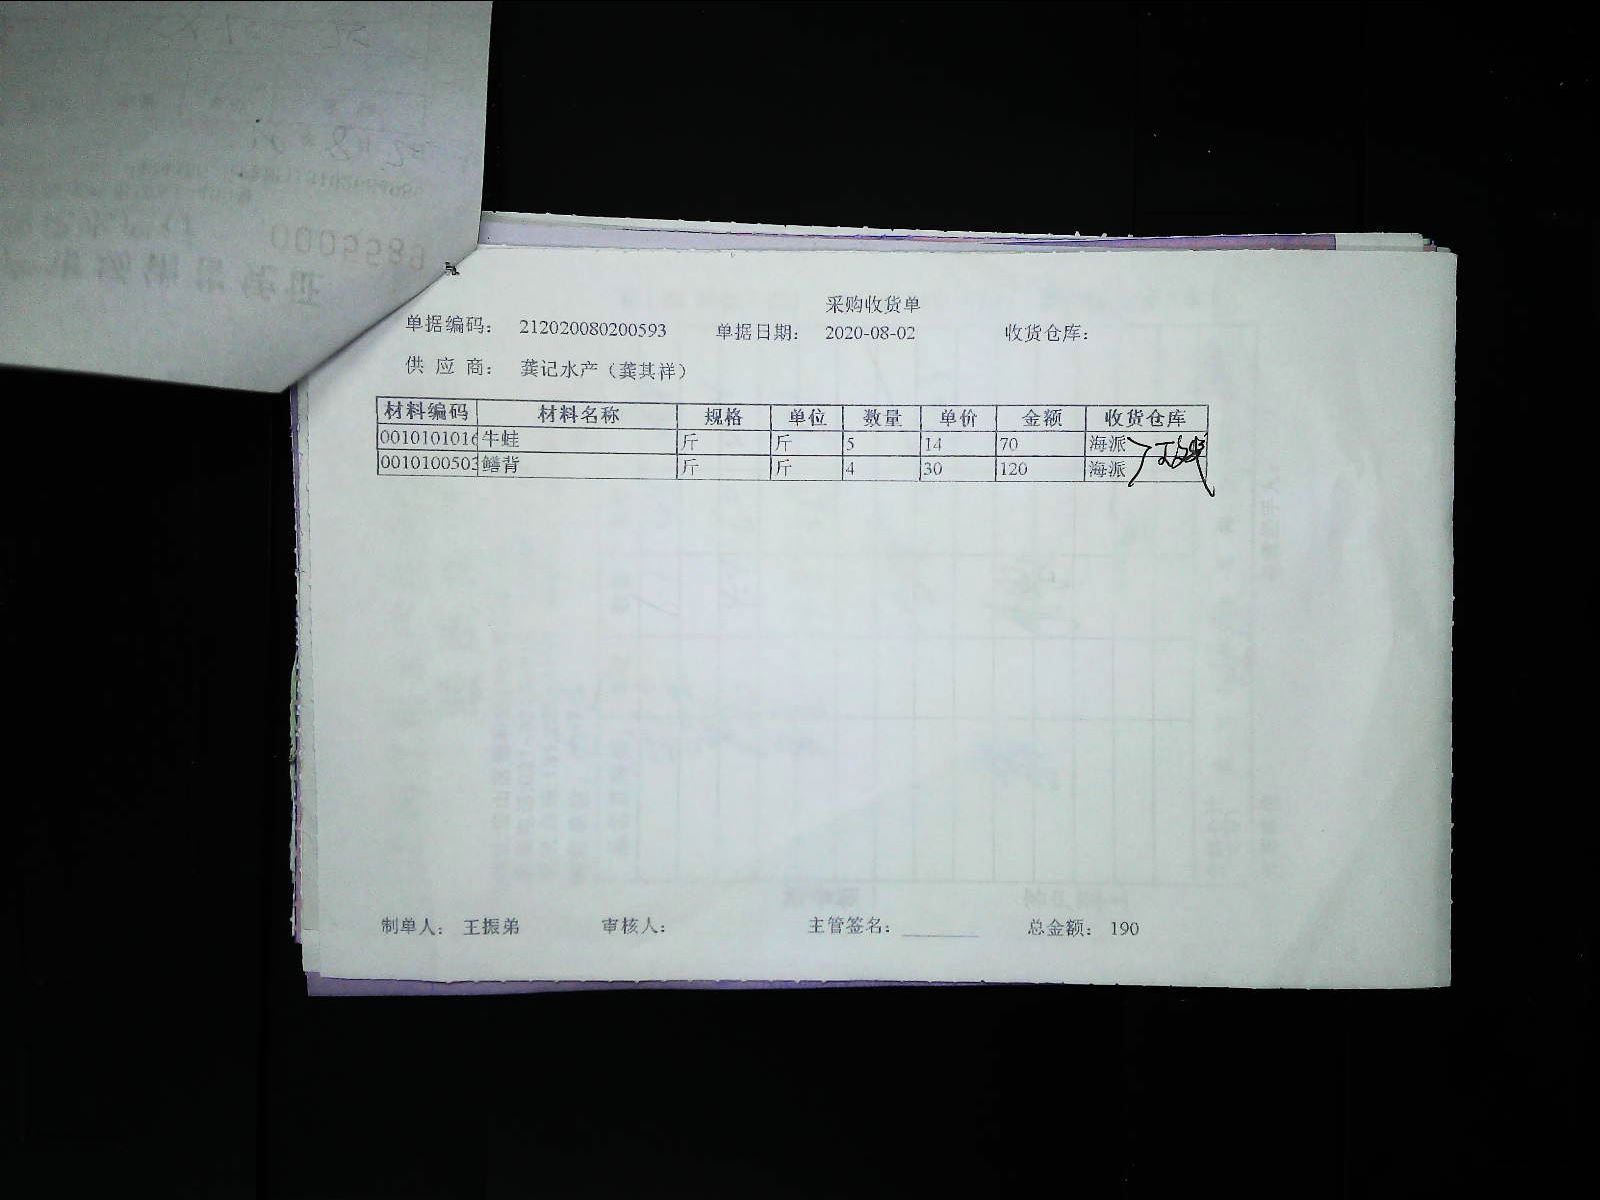 采购收货单
单据编码： 212020080200593 单据日期： 2020-08-02 收货仓库：
供 应 商： 龚记水产（龚其祥）
材料编码 材料名称 规格 单位 数量 单价 金额 收货仓库
0010101016 牛蛙 斤 斤 5 14 70 海派
0010100503 鳝背 斤 斤 4 30 120 海派
制单人： 王振弟 审核人： 主管签名： 总金额： 190